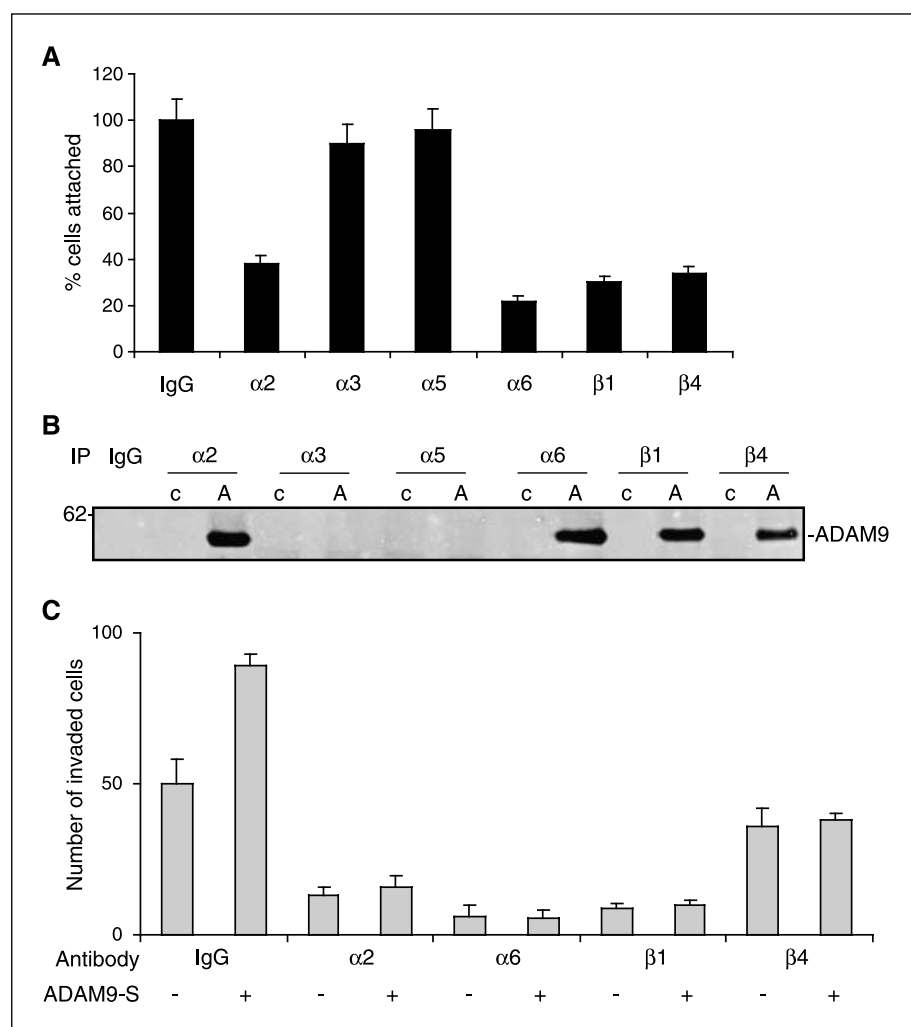 A
120
100
80
60
40
20
0
% cells attached
IgG α2 α3 α5 α6 β1 β4
B
IP IgG α2 α3 α5 α6 β1 β4
c A c A c A c A c A c A
62-
-ADAM9
C
100
50
0
Number of invaded cells
Antibody IgG α2 α6 β1 β4
ADAM9-S - + - + - + - + - +